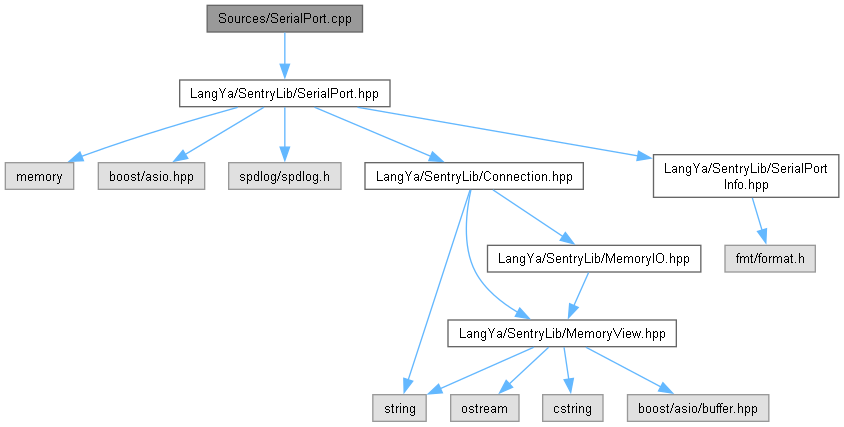 Sources/SerialPort.cpp
LangYa/SentryLib/SerialPort.hpp
memory
boost/asio.hpp
spdlog/spdlog.h
LangYa/SentryLib/Connection.hpp
LangYa/SentryLib/SerialPort
Info.hpp
LangYa/SentryLib/MemoryIO.hpp
fmt/format.h
LangYa/SentryLib/MemoryView.hpp
string
ostream
cstring
boost/asio/buffer.hpp